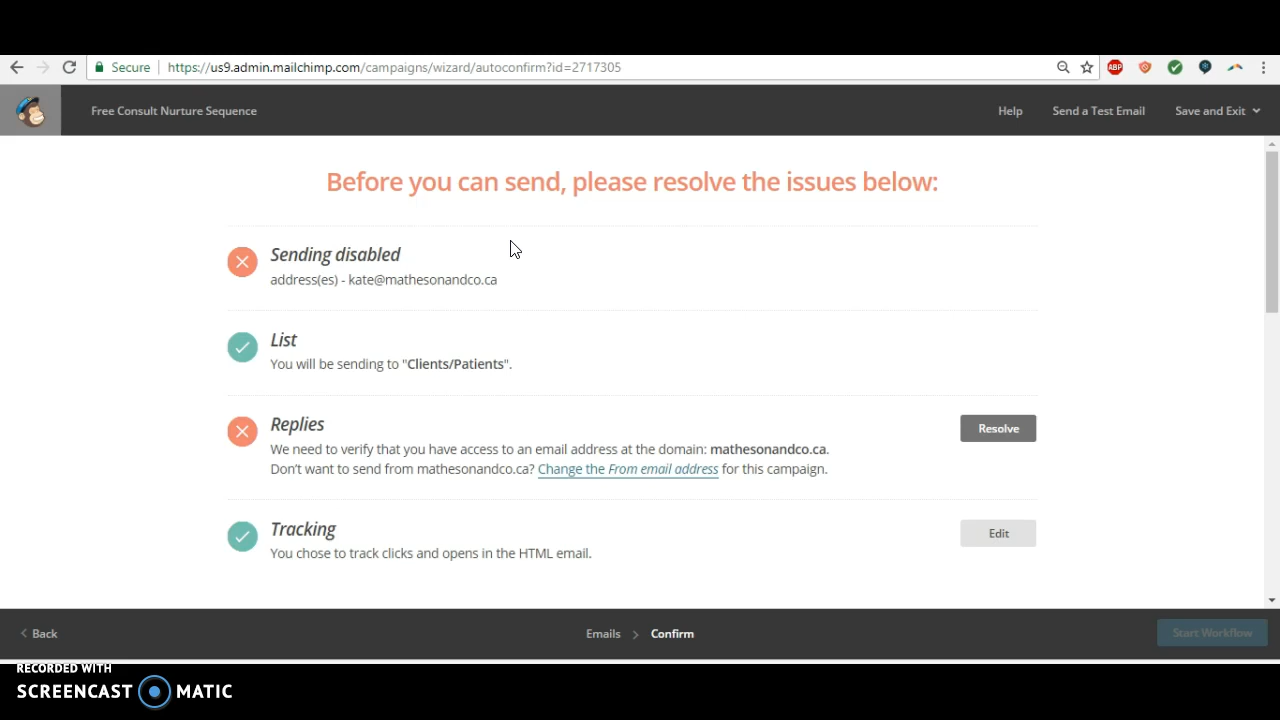 Secure | https://us9.admin.mailchimp.com/campaigns/wizard/autoconfirm?id=2717305
ABP
Free Consult Nurture Sequence
Help
Send a Test Email
Save and Exit
Before you can send, please resolve the issues below:
Sending disabled
address(es) - kate@mathesonandco.ca
List
You will be sending to "Clients/Patients".
Replies
Resolve
We need to verify that you have access to an email address at the domain: mathesonandco.ca.
Don't want to send from mathesonandco.ca? Change the From email address for this campaign.
Tracking
Edit
You chose to track clicks and opens in the HTML email.
Back
Emails > Confirm
Start Workflow
RECORDED WITH
SCREENCAST MATIC